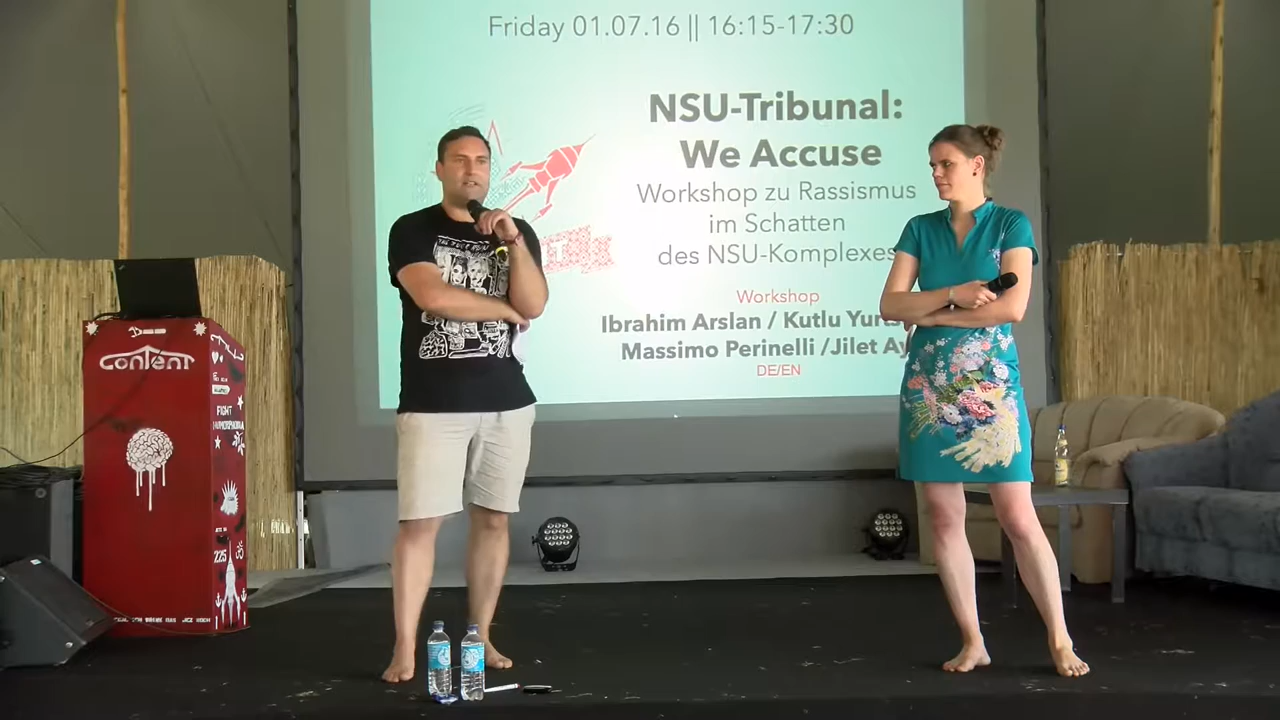 Friday 01.07.16 || 16:15-17:30
NSU-Tribunal:
We Accuse
Workshop zu Rassismus
im Schatten
des NSU-Komplexes
Workshop
Ibrahim Arslan / Kutlu
Massimo Perinelli /Jilet
DE/EN
conTenT
FIGHT
225